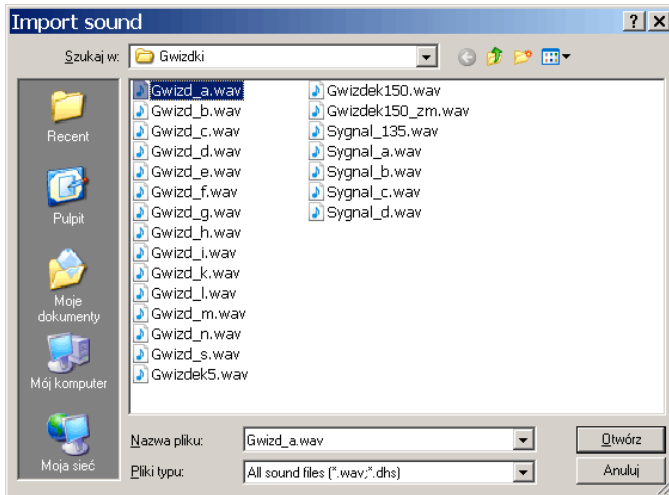 Import sound
Szukaj w: Gwizdki
Recent
Pulpit
Moje
dokumenty
Mój komputer
Moja sieć
Gwizd_a.wav
Gwizd_b.wav
Gwizd_c.wav
Gwizd_d.wav
Gwizd_e.wav
Gwizd_f.wav
Gwizd_g.wav
Gwizd_h.wav
Gwizd_i.wav
Gwizd_k.wav
Gwizd_l.wav
Gwizd_m.wav
Gwizd_n.wav
Gwizd_s.wav
Gwizdek5.wav
Gwizdek150.wav
Gwizdek150_zm.wav
Sygnal_135.wav
Sygnal_a.wav
Sygnal_b.wav
Sygnal_c.wav
Sygnal_d.wav
Nazwa pliku: Gwizd_a.wav Otwórz
Pliki typu: All sound files (*.wav;*.dhs) Anuluj